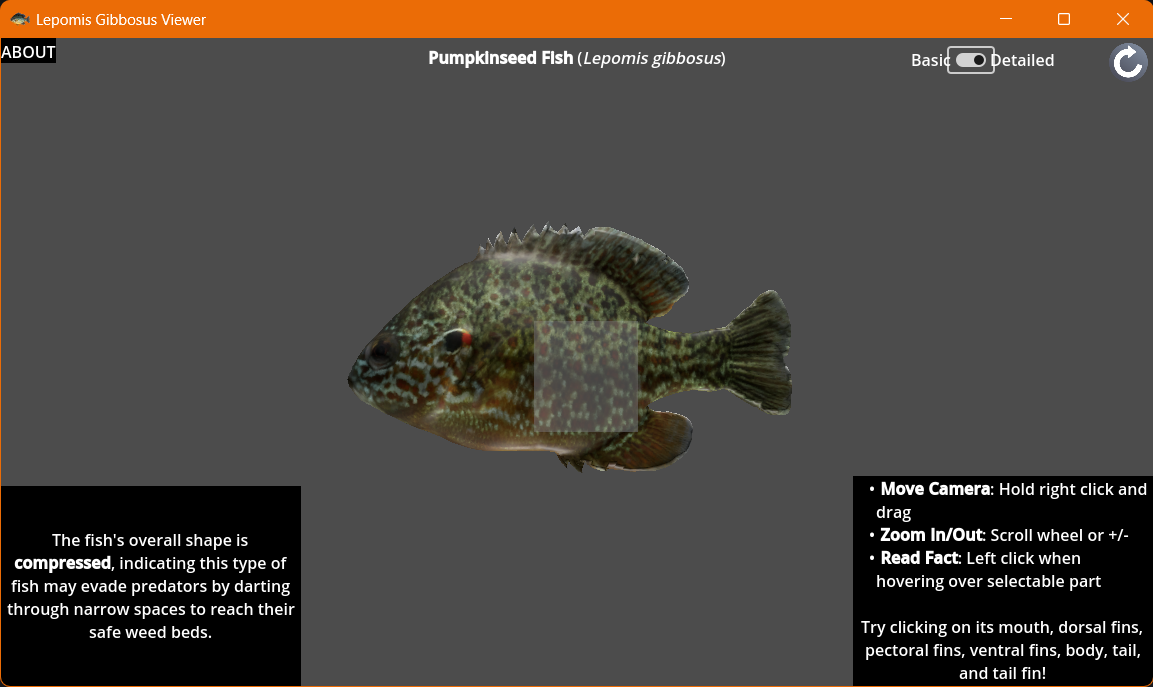 Lepomis Gibbosus Viewer
ABOUT
Pumpkinseed Fish (Lepomis gibbosus)
Basic Detailed
The fish's overall shape is
compressed, indicating this type of
fish may evade predators by darting
through narrow spaces to reach their
safe weed beds.
• Move Camera: Hold right click and
drag
• Zoom In/Out: Scroll wheel or +/-
• Read Fact: Left click when
hovering over selectable part
Try clicking on its mouth, dorsal fins,
pectoral fins, ventral fins, body, tail,
and tail fin!